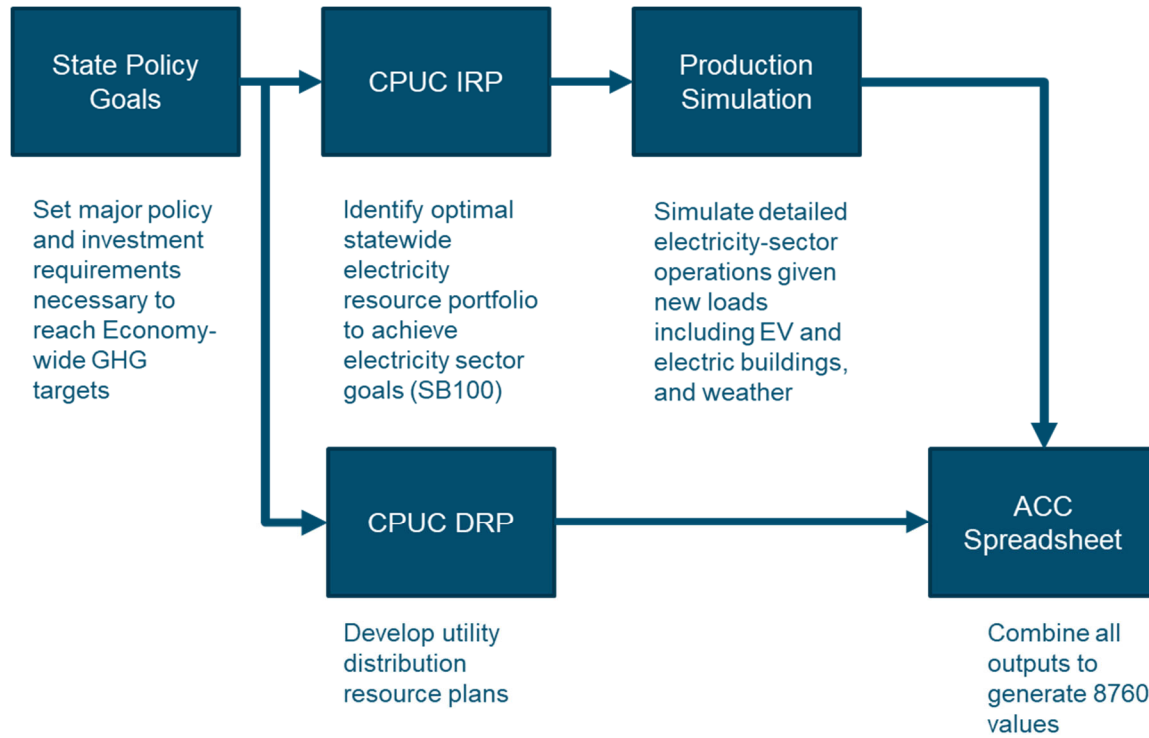 State Policy
Goals
CPUC IRP
Production
Simulation
Set major policy
and investment
requirements
necessary to
reach Economy-
wide GHG
targets
Identify optimal
statewide
electricity
resource portfolio
to achieve
electricity sector
goals (SB100)
Simulate detailed
electricity-sector
operations given
new loads
including EV and
electric buildings,
and weather
CPUC DRP
ACC
Spreadsheet
Develop utility
distribution
resource plans
Combine all
outputs to
generate 8760
values